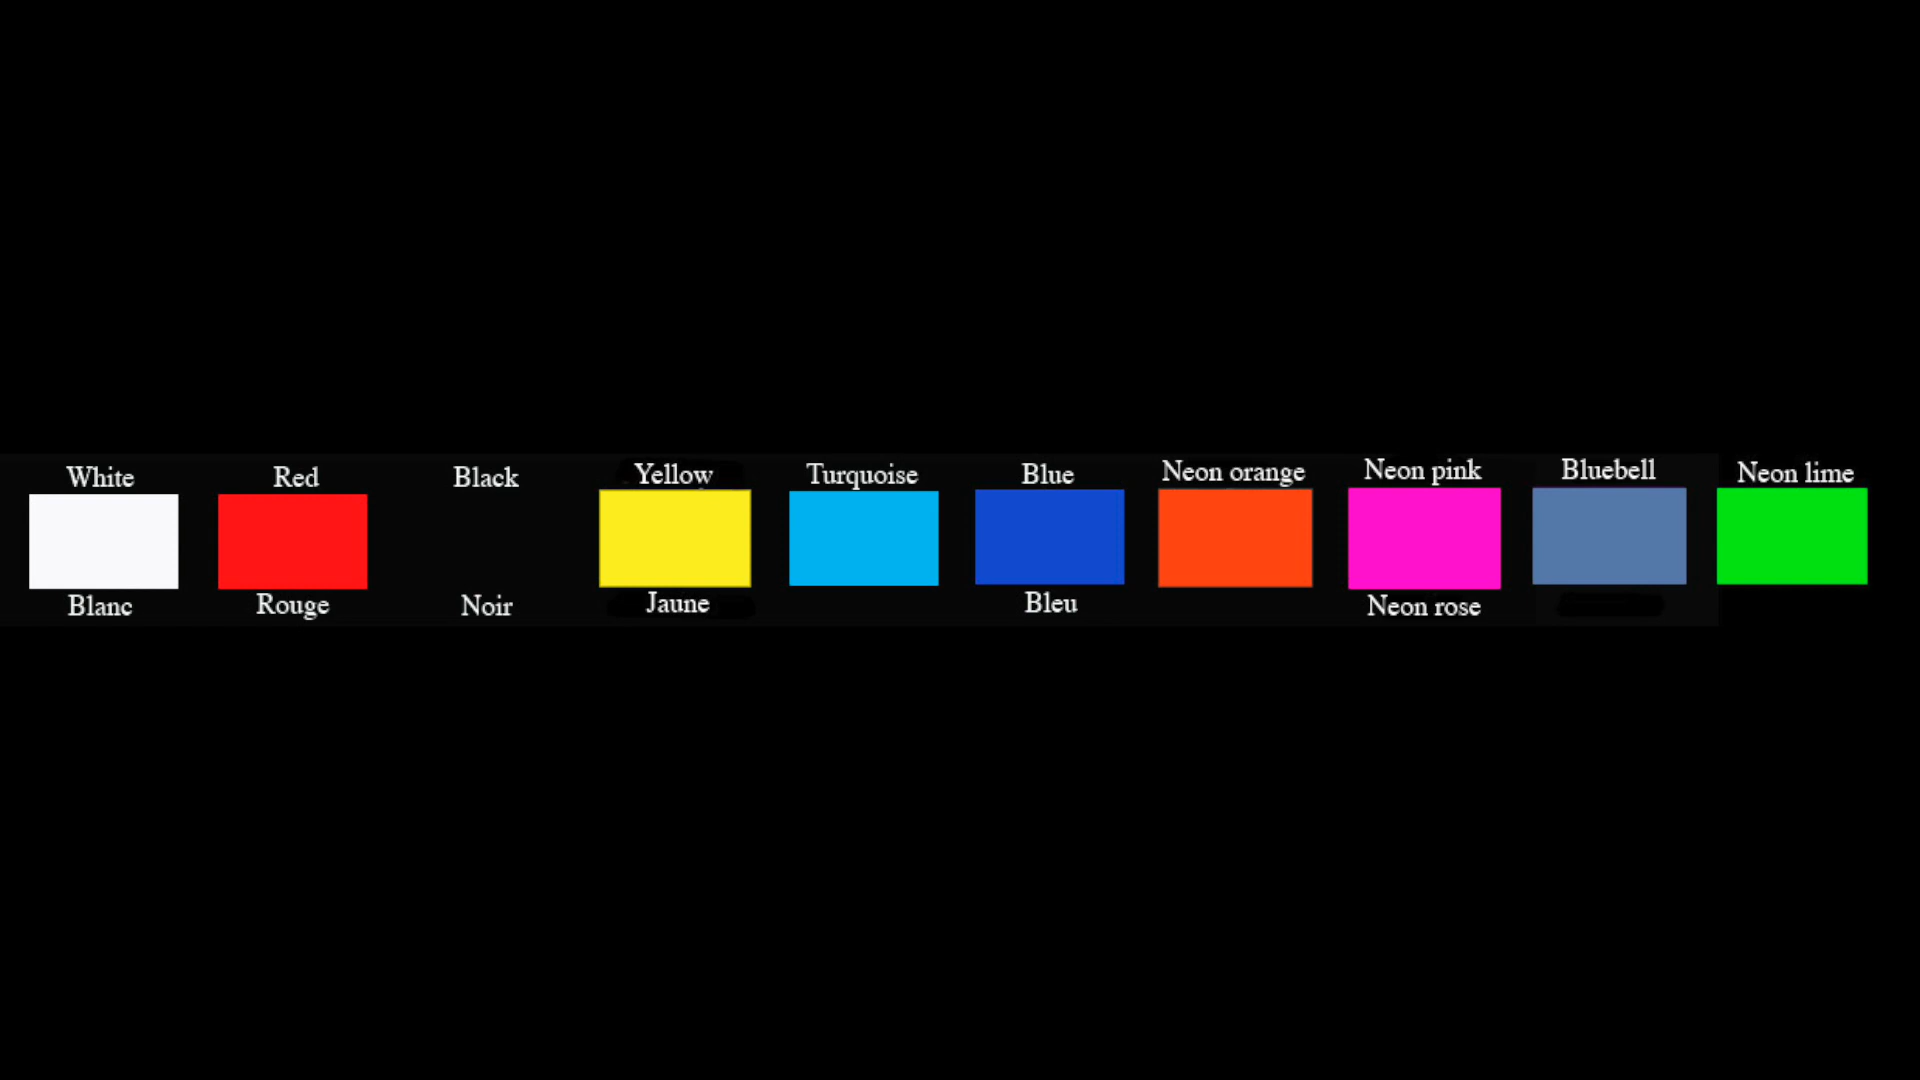 White
Red
Black
Yellow
Turquoise
Blue
Neon orange
Neon pink
Bluebell
Neon lime
Blanc
Rouge
Noir
Jaune
Bleu
Neon rose